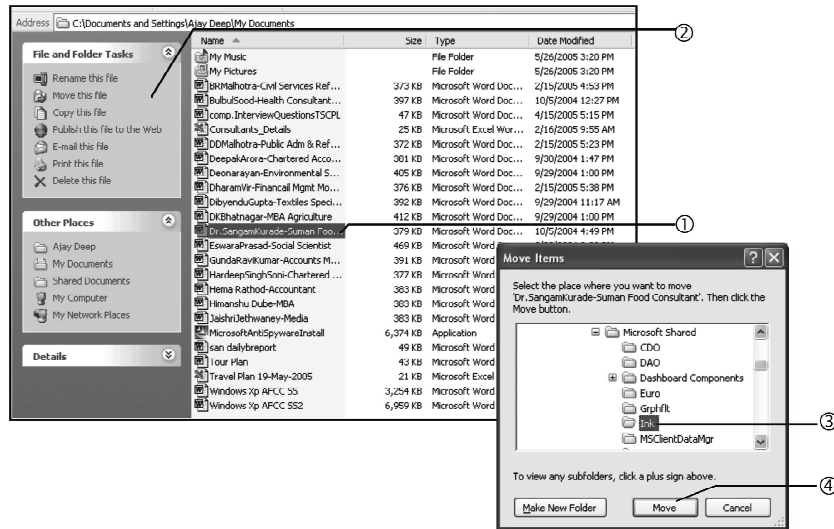 Address C:\Documents and Settings\Ajay Deep\My Documents
②
File and Folder Tasks
Rename this file
Move this file
Copy this file
Publish this file to the Web
E-mail this file
Print this file
Delete this file
Other Places
Ajay Deep
My Documents
Shared Documents
My Computer
My Network Places
Details
Name Size Type Date Modified
My Music File Folder 5/26/2005 3:20 PM
My Pictures File Folder 5/26/2005 3:20 PM
BRMalhotra-Civil Services Ref... 373 KB Microsoft Word Doc... 2/15/2005 4:53 PM
BulbulSood-Health Consultant... 397 KB Microsoft Word Doc... 10/5/2004 12:27 PM
comp.InterviewQuestionsTSCPL 47 KB Microsoft Word Doc... 4/15/2005 5:15 PM
Consultants_Details 25 KB Microsoft Excel Wor... 2/16/2005 9:55 AM
DDMalhotra-Public Adm & Ref... 372 KB Microsoft Word Doc... 2/15/2005 5:23 PM
DeepakArora-Chartered Acco... 381 KB Microsoft Word Doc... 9/30/2004 1:47 PM
Deonarayan-Environmental S... 405 KB Microsoft Word Doc... 9/29/2004 1:00 PM
DharamVir-Financail Mgmt Mo... 376 KB Microsoft Word Doc... 2/15/2005 5:38 PM
DibyenduGupta-Textiles Speci... 392 KB Microsoft Word Doc... 9/29/2004 11:17 AM
DKBhatnagar-MBA Agriculture 412 KB Microsoft Word Doc... 9/29/2004 1:00 PM
Dr.SangamKurade-Suman Foo... 379 KB Microsoft Word Doc... 10/5/2004 4:49 PM
①
EswaraPrasad-Social Scientist 469 KB Microsoft Word
GundaRaviKumar-Accounts M... 391 KB Microsoft Word
HardeepSinghSoni-Chartered ... 377 KB Microsoft Word
Hema Rathod-Accountant 383 KB Microsoft Word
Himanshu Dube-MBA 383 KB Microsoft Word
JaishriJethwaney-Media 383 KB Microsoft Word
MicrosoftAntiSpywareInstall 6,374 KB Application
san dailybreport 49 KB Microsoft Word
Tour Plan 43 KB Microsoft Word
Travel Plan 19-May-2005 21 KB Microsoft Excel
Windows Xp AFCC SS 3,254 KB Microsoft Word
Windows Xp AFCC SS2 6,959 KB Microsoft Word
Move Items
Select the place where you want to move
'Dr.SangamKurade-Suman Food Consultant'. Then click the
Move button.
Microsoft Shared
CDO
DAO
Dashboard Components
Euro
Grphflt
Ink
③
MSClientDataMgr
To view any subfolders, click a plus sign above.
④
Make New Folder Move Cancel